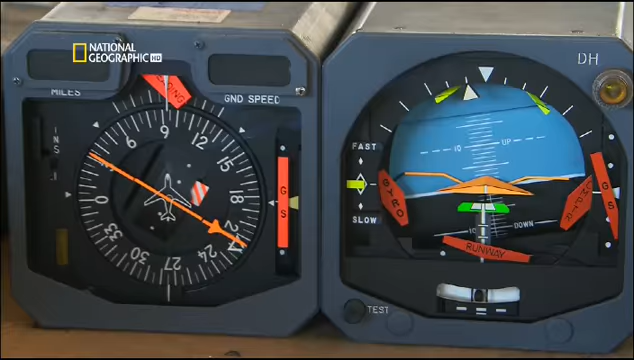 NATIONAL
GEOGRAPHIC HD
MILES
GND SPEED
DH
6
9
12
15
18
21
24
27
30
33
0
INS
G
S
FAST
SLOW
10 UP
10 DOWN
GYRO
G
S
RUNWAY
TEST